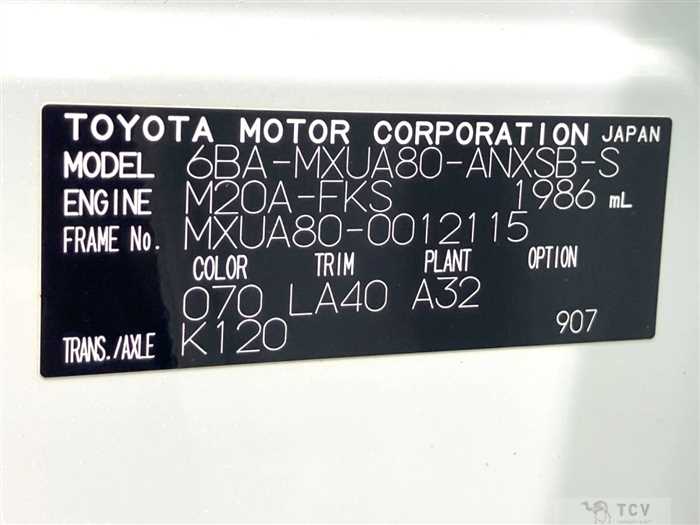 TOYOTA MOTOR CORPORATION JAPAN
MODEL 6BA-MXUA80-ANXSB-S
ENGINE M20A-FKS 1986 mL
FRAME No. MXUA80-0012115
COLOR TRIM PLANT OPTION
070 LA40 A32
TRANS./AXLE K120 907
TCV